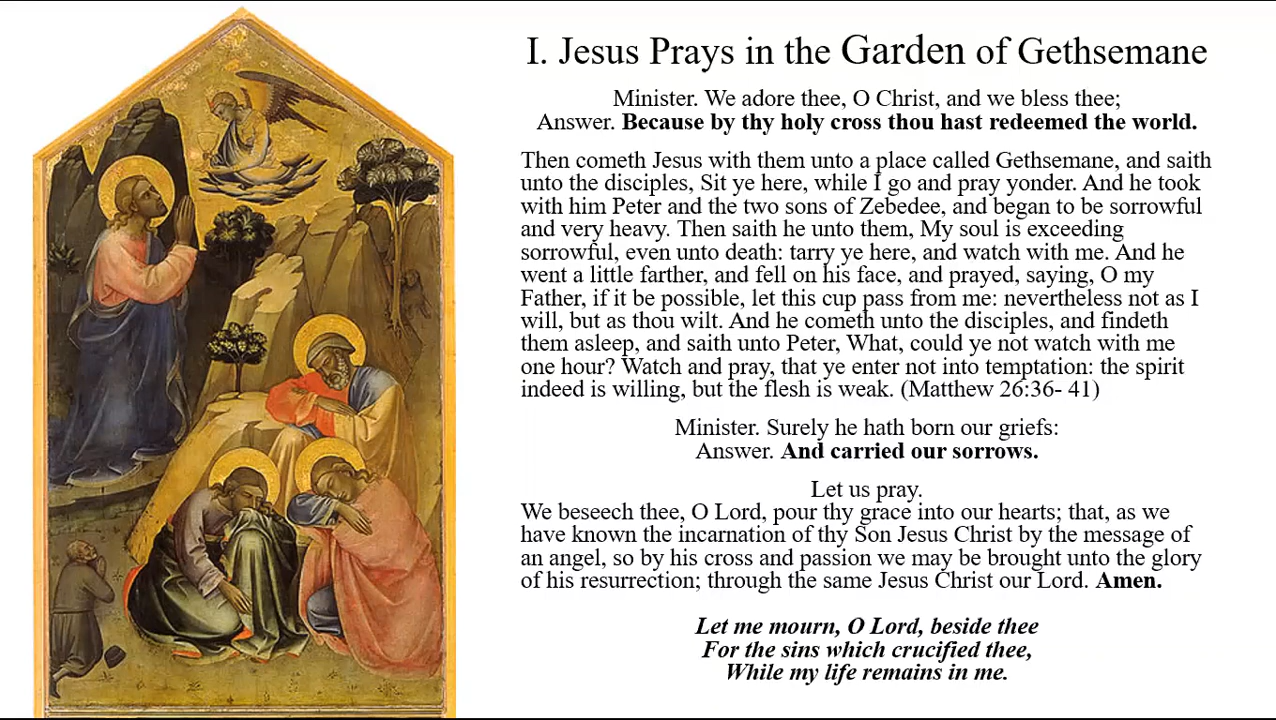 I. Jesus Prays in the Garden of Gethsemane
Minister. We adore thee, O Christ, and we bless thee;
Answer. Because by thy holy cross thou hast redeemed the world.
Then cometh Jesus with them unto a place called Gethsemane, and saith
unto the disciples, Sit ye here, while I go and pray yonder. And he took
with him Peter and the two sons of Zebedee, and began to be sorrowful
and very heavy. Then saith he unto them, My soul is exceeding
sorrowful, even unto death: tarry ye here, and watch with me. And he
went a little farther, and fell on his face, and prayed, saying, O my
Father, if it be possible, let this cup pass from me: nevertheless not as I
will, but as thou wilt. And he cometh unto the disciples, and findeth
them asleep, and saith unto Peter, What, could ye not watch with me
one hour? Watch and pray, that ye enter not into temptation: the spirit
indeed is willing, but the flesh is weak. (Matthew 26:36- 41)
Minister. Surely he hath born our griefs:
Answer. And carried our sorrows.
Let us pray.
We beseech thee, O Lord, pour thy grace into our hearts; that, as we
have known the incarnation of thy Son Jesus Christ by the message of
an angel, so by his cross and passion we may be brought unto the glory
of his resurrection; through the same Jesus Christ our Lord. Amen.
Let me mourn, O Lord, beside thee
For the sins which crucified thee,
While my life remains in me.